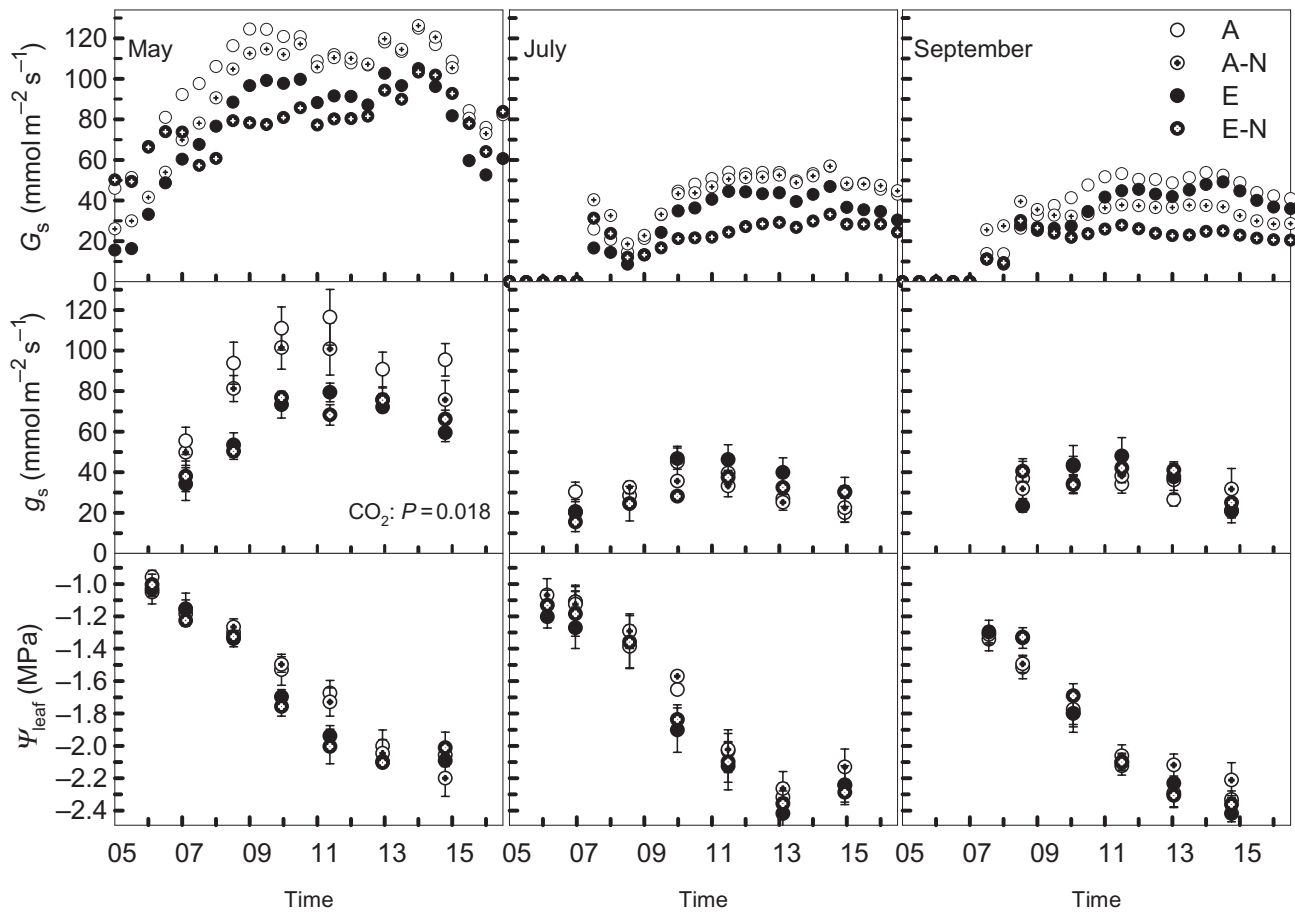 May
July
September
A
A-N
E
E-N
G_s (mmol m⁻² s⁻¹)
120
100
80
60
40
20
0
g_s (mmol m⁻² s⁻¹)
120
100
80
60
40
20
0
CO₂: P = 0.018
Ψ_leaf (MPa)
−1.0
−1.2
−1.4
−1.6
−1.8
−2.0
−2.2
−2.4
05 07 09 11 13 15 05 07 09 11 13 15 05 07 09 11 13 15
Time Time Time